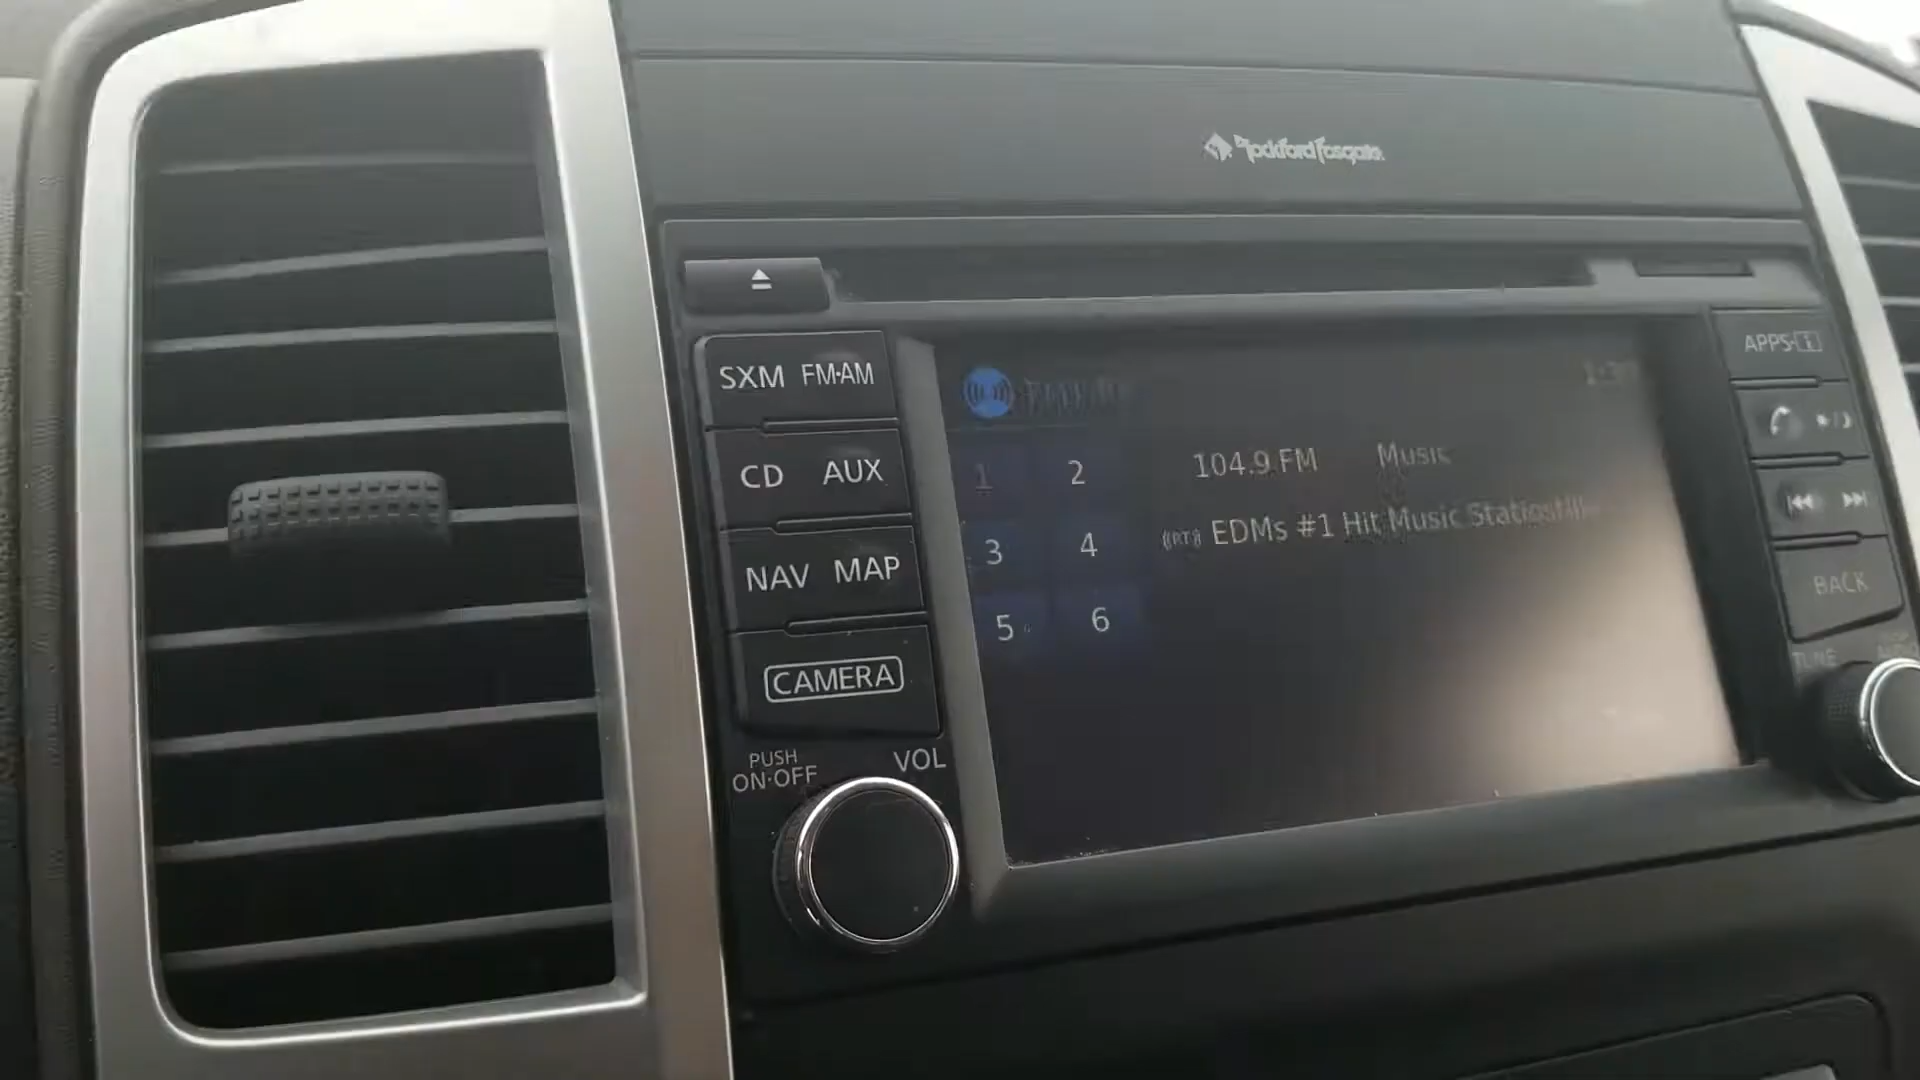 Rockford Fosgate
SXM FM·AM
CD AUX
NAV MAP
CAMERA
PUSH
ON·OFF
VOL
1 2
3 4
5 6
104.9 FM Music
EDMs #1 Hit Music Station
APPS·i
BACK
TUNE